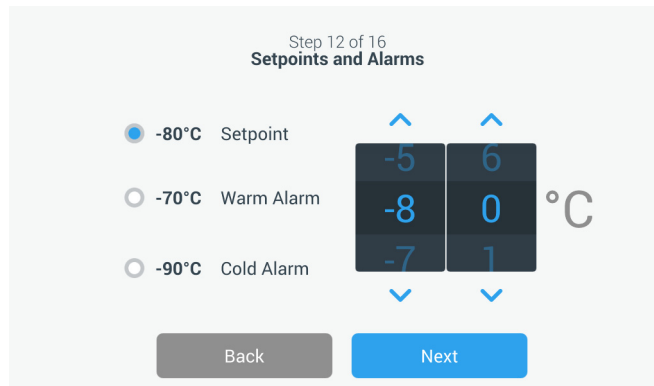 Step 12 of 16
Setpoints and Alarms
-80°C Setpoint
-70°C Warm Alarm
-90°C Cold Alarm
-5 6
-8 0 °C
-7 1
Back Next